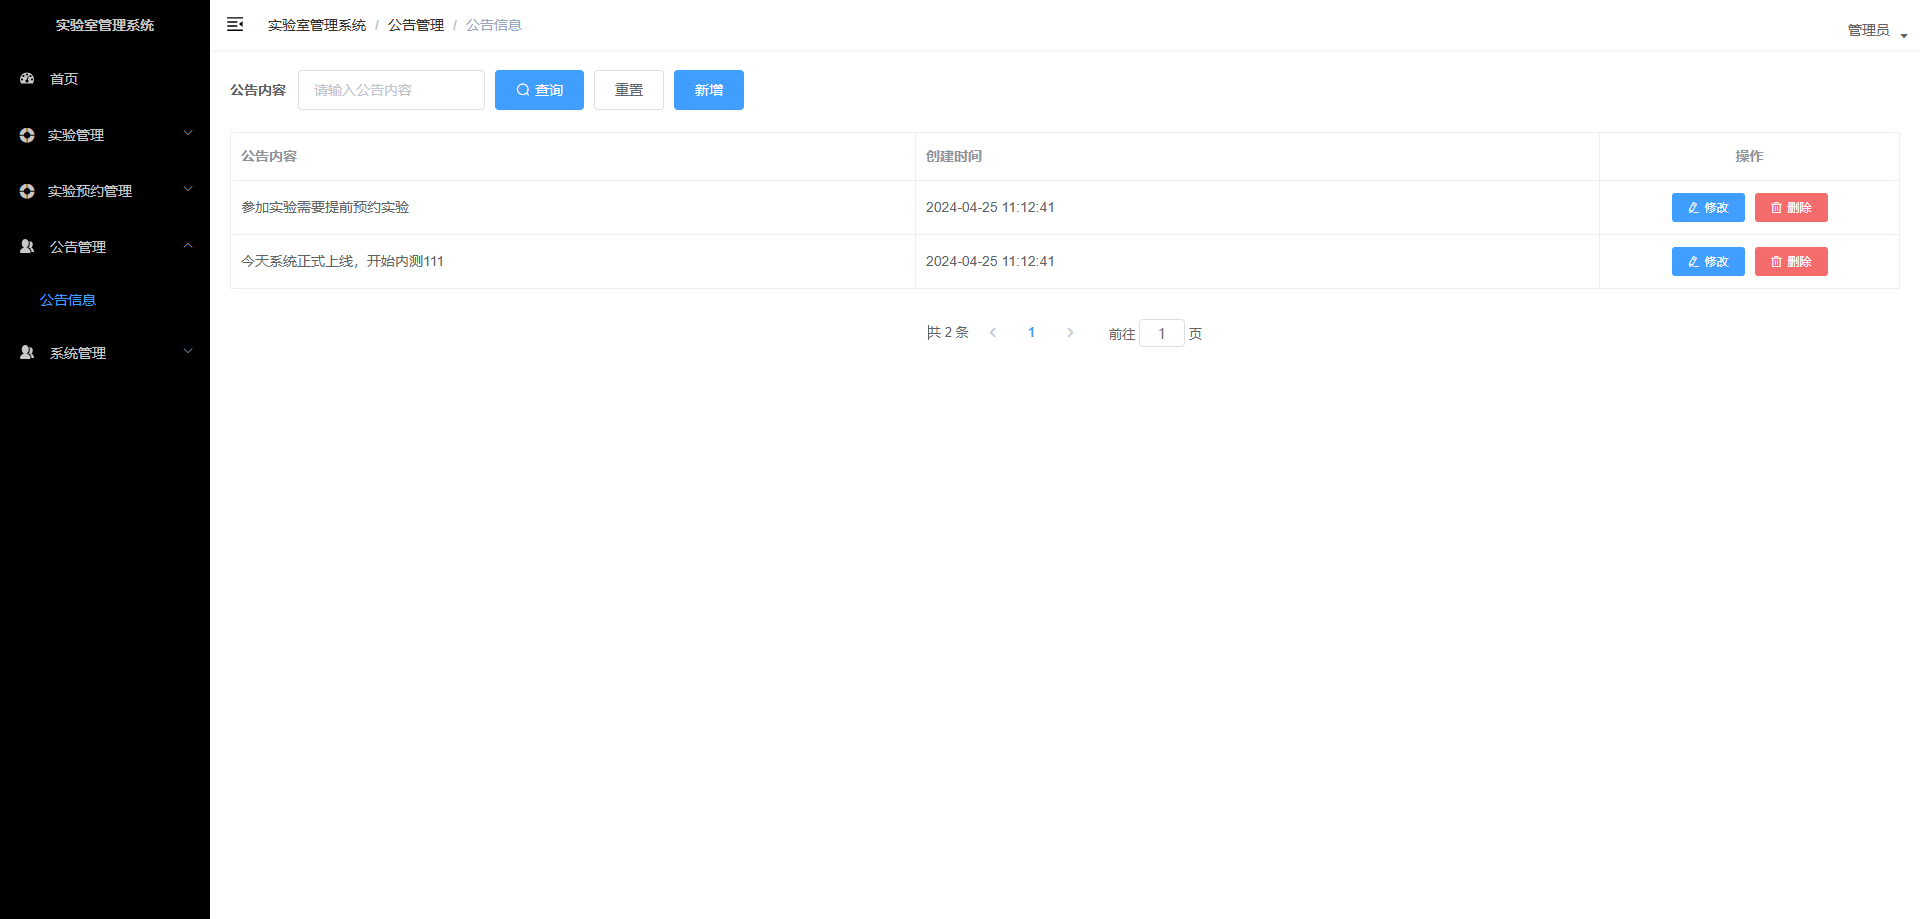 实验室管理系统
首页
实验管理
实验预约管理
公告管理
公告信息
系统管理
实验室管理系统 / 公告管理 / 公告信息
管理员
公告内容 请输入公告内容 查询 重置 新增
公告内容 创建时间 操作
参加实验需要提前预约实验 2024-04-25 11:12:41 修改 删除
今天系统正式上线，开始内测111 2024-04-25 11:12:41 修改 删除
共 2 条 1 前往 1 页